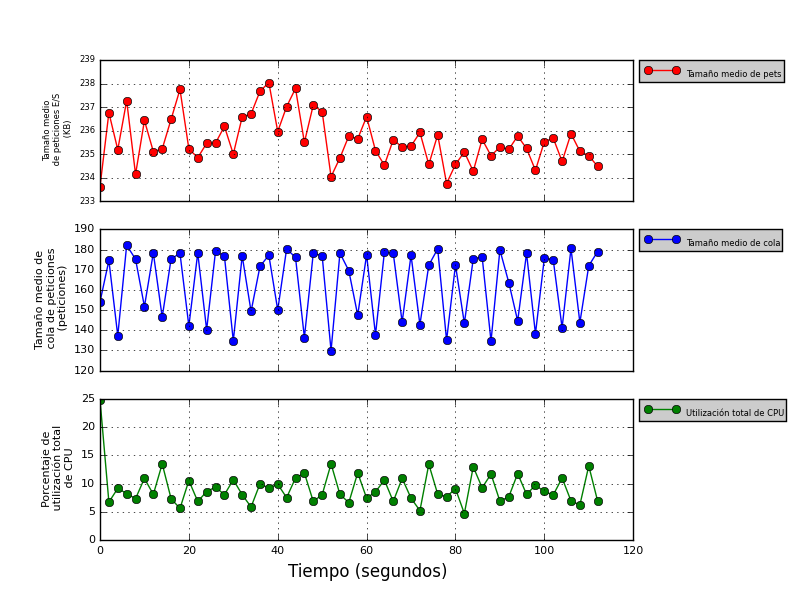 239
238
237
236
235
234
233
Tamaño medio
de peticiones E/S
(KB)
Tamaño medio de pets
190
180
170
160
150
140
130
120
Tamaño medio de
cola de peticiones
(peticiones)
Tamaño medio de cola
25
20
15
10
5
0
Porcentaje de
utilización total
de CPU
Utilización total de CPU
0 20 40 60 80 100 120
Tiempo (segundos)